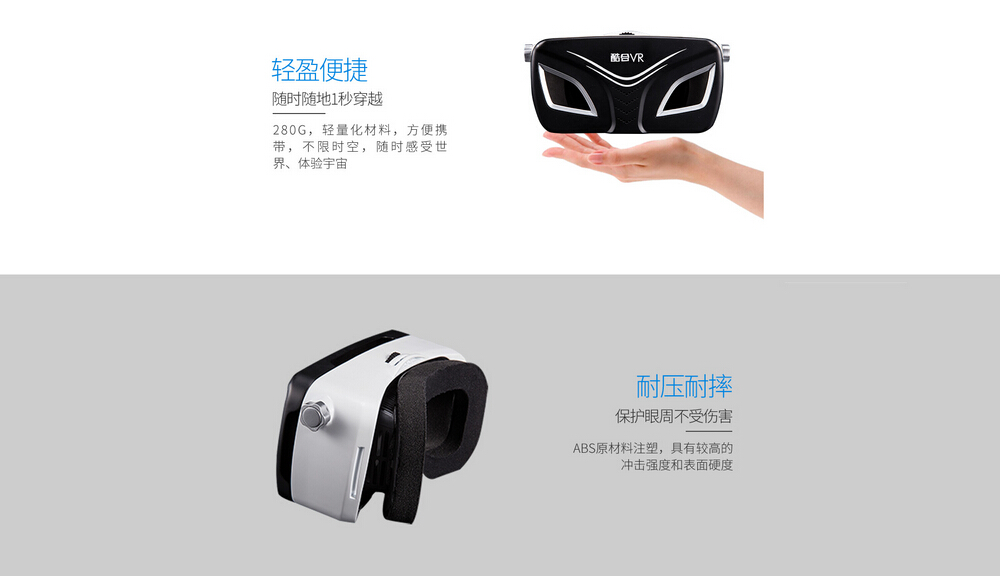 酷目VR
轻盈便捷
随时随地1秒穿越
280G，轻量化材料，方便携
带，不限时空，随时感受世
界、体验宇宙
耐压耐摔
保护眼周不受伤害
ABS原材料注塑，具有较高的
冲击强度和表面硬度